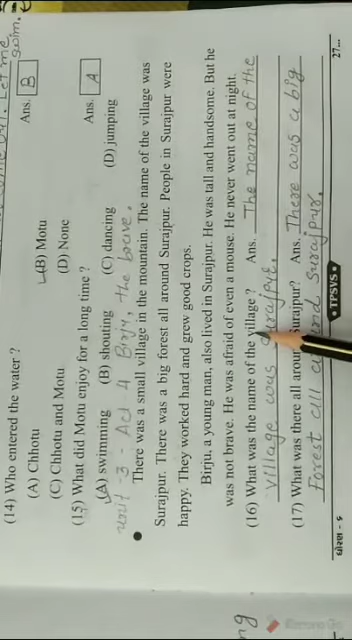 swim.
(14) Who entered the water ? Ans. B
(A) Chhotu (B) Motu
(C) Chhotu and Motu (D) None
(15) What did Motu enjoy for a long time ? Ans. A
(A) swimming (B) shouting (C) dancing (D) jumping
unit -3 - Act 4 Birju, the brave.
● There was a small village in the mountain. The name of the village was
Surajpur. There was a big forest all around Surajpur. People in Surajpur were
happy. They worked hard and grew good crops.
Birju, a young man, also lived in Surajpur. He was tall and handsome. But he
was not brave. He was afraid of even a mouse. He never went out at night.
(16) What was the name of the village ? Ans. The name of the
village was
(17) What was there all Surajpur? Ans. There was a big
Forest all Surajpur.
ધોરણ - ૬ • TPSVS • 27...
ng